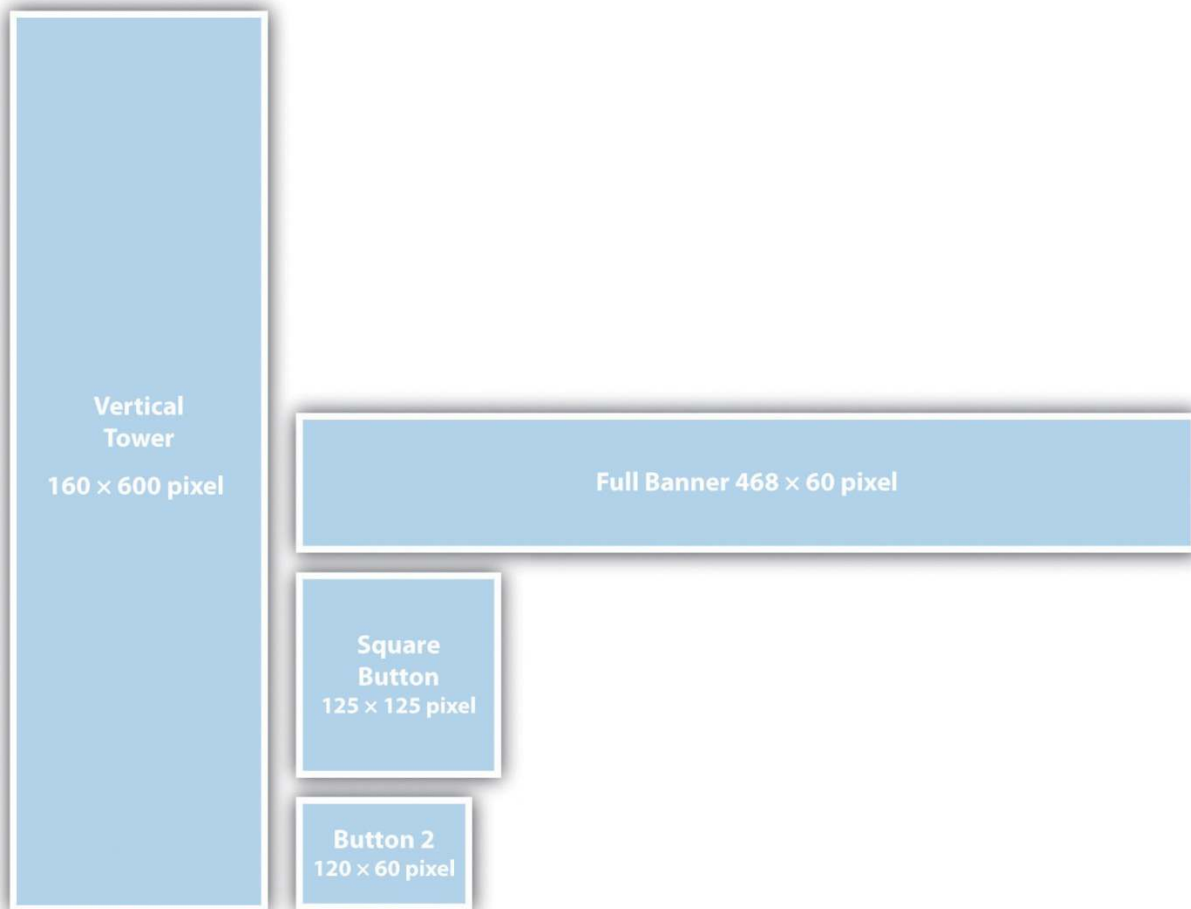 Vertical
Tower
160 × 600 pixel
Full Banner 468 × 60 pixel
Square
Button
125 × 125 pixel
Button 2
120 × 60 pixel